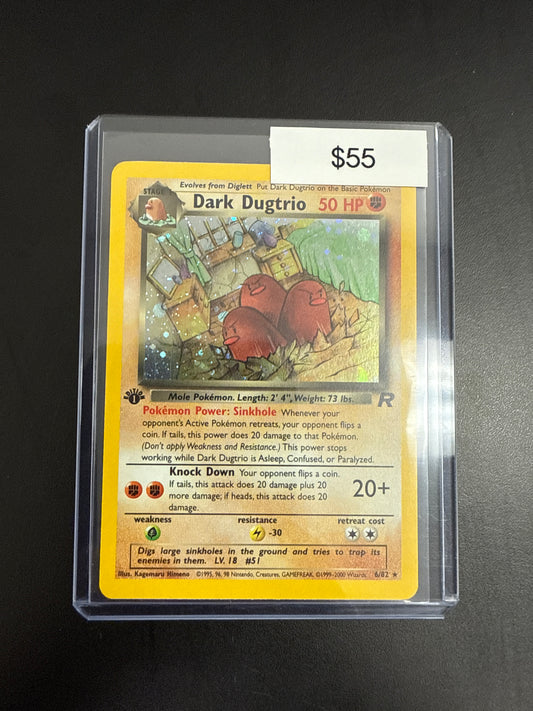 $55
STAGE 1
Evolves from Diglett Put Dark Dugtrio on the Basic Pokémon
Dark Dugtrio 50 HP
EDITION
1
Mole Pokémon. Length: 2' 4", Weight: 73 lbs.
R
Pokémon Power: Sinkhole Whenever your
opponent's Active Pokémon retreats, your opponent flips a
coin. If tails, this power does 20 damage to that Pokémon.
(Don't apply Weakness and Resistance.) This power stops
working while Dark Dugtrio is Asleep, Confused, or Paralyzed.
Knock Down Your opponent flips a coin.
If tails, this attack does 20 damage plus 20
more damage; if heads, this attack does 20
damage.
20+
weakness resistance retreat cost
-30
Digs large sinkholes in the ground and tries to trap its
enemies in them. LV. 18 #51
Illus. Kagemaru Himeno ©1995, 96, 98 Nintendo, Creatures, GAMEFREAK. ©1999-2000 Wizards. 6/82 ★